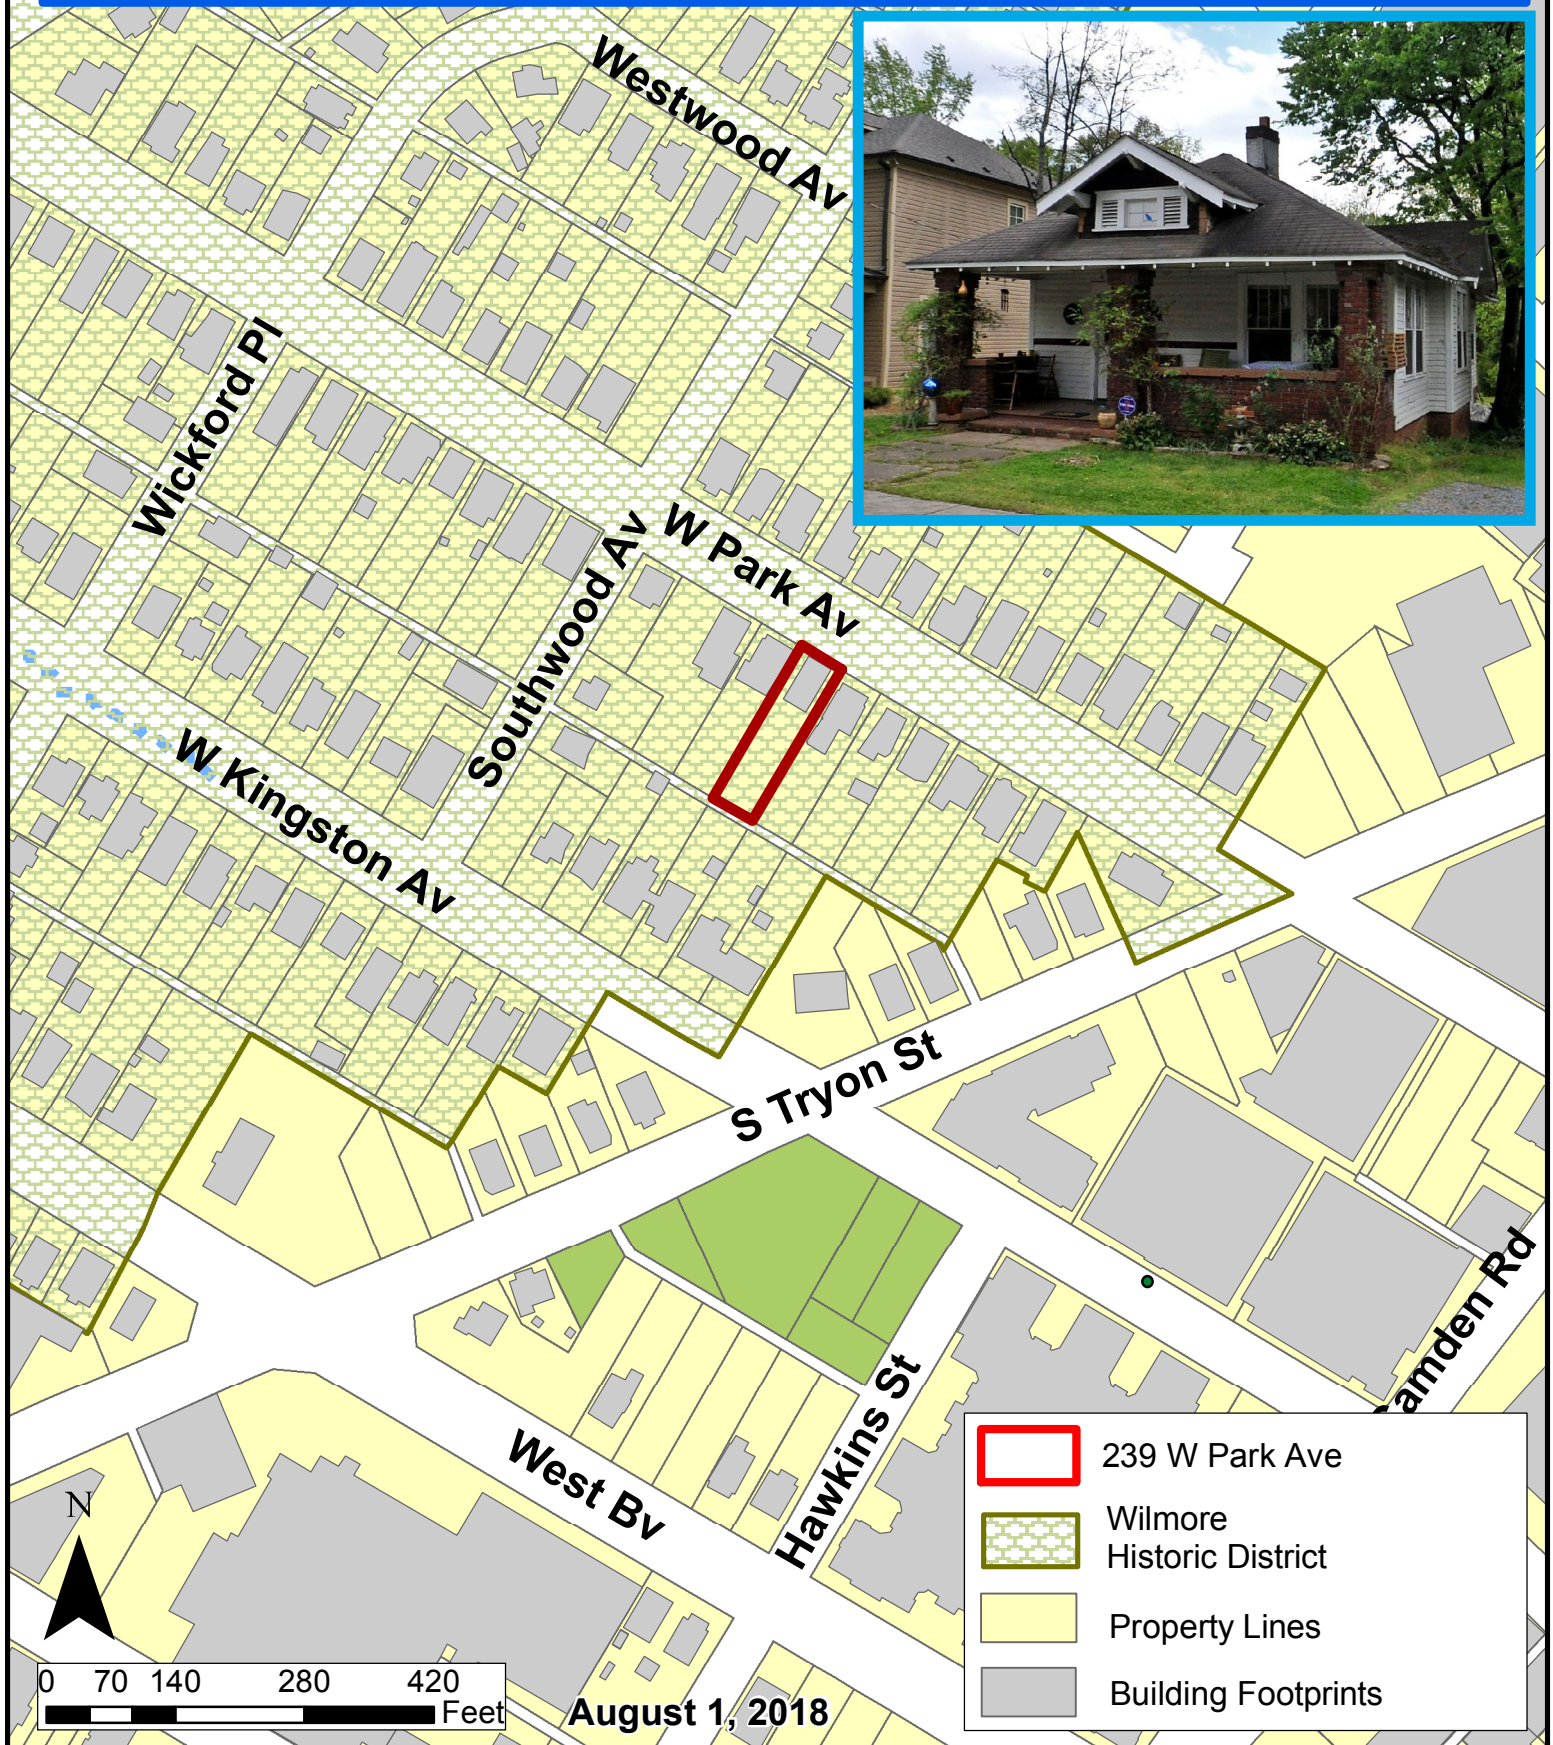 Westwood Av
Wickford Pl
W Park Av
Southwood Av
W Kingston Av
S Tryon St
Camden Rd
Hawkins St
West Bv
239 W Park Ave
Wilmore
Historic District
Property Lines
Building Footprints
N
0 70 140 280 420
Feet
August 1, 2018